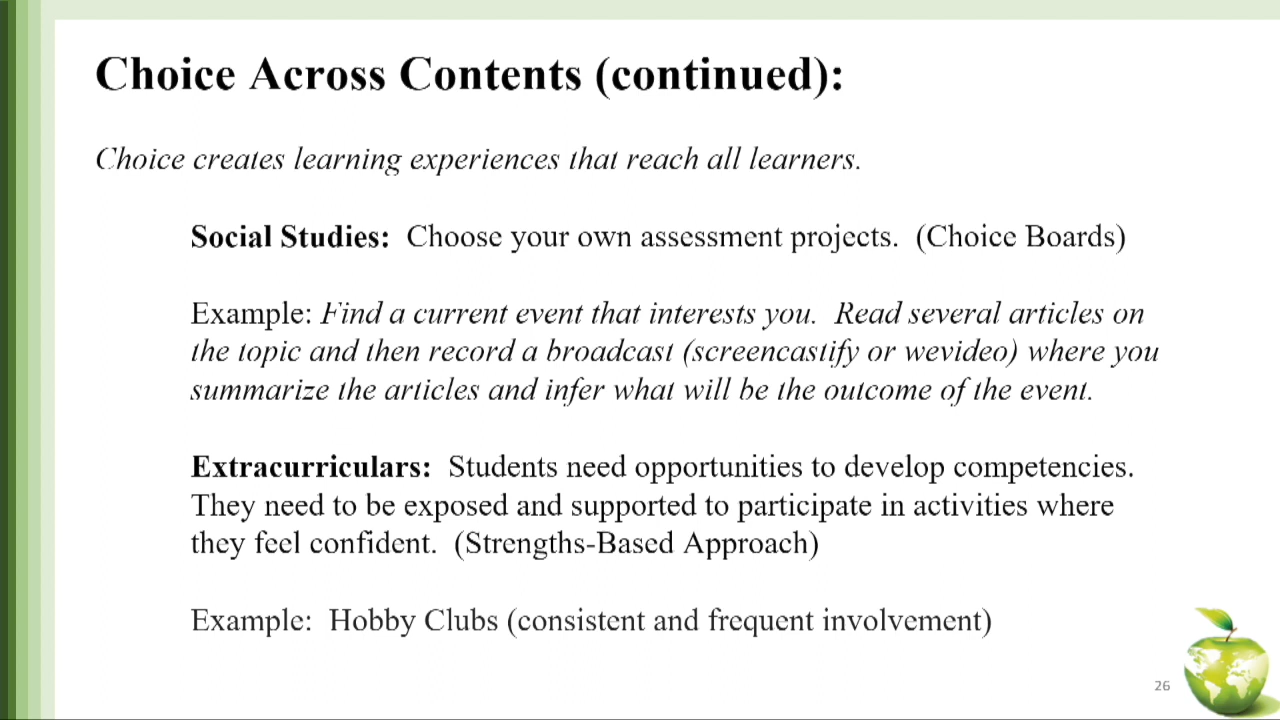 Choice Across Contents (continued):
Choice creates learning experiences that reach all learners.
Social Studies:  Choose your own assessment projects.  (Choice Boards)
Example: Find a current event that interests you.  Read several articles on
the topic and then record a broadcast (screencastify or wevideo) where you
summarize the articles and infer what will be the outcome of the event.
Extracurriculars:  Students need opportunities to develop competencies.
They need to be exposed and supported to participate in activities where
they feel confident.  (Strengths-Based Approach)
Example:  Hobby Clubs (consistent and frequent involvement)
26